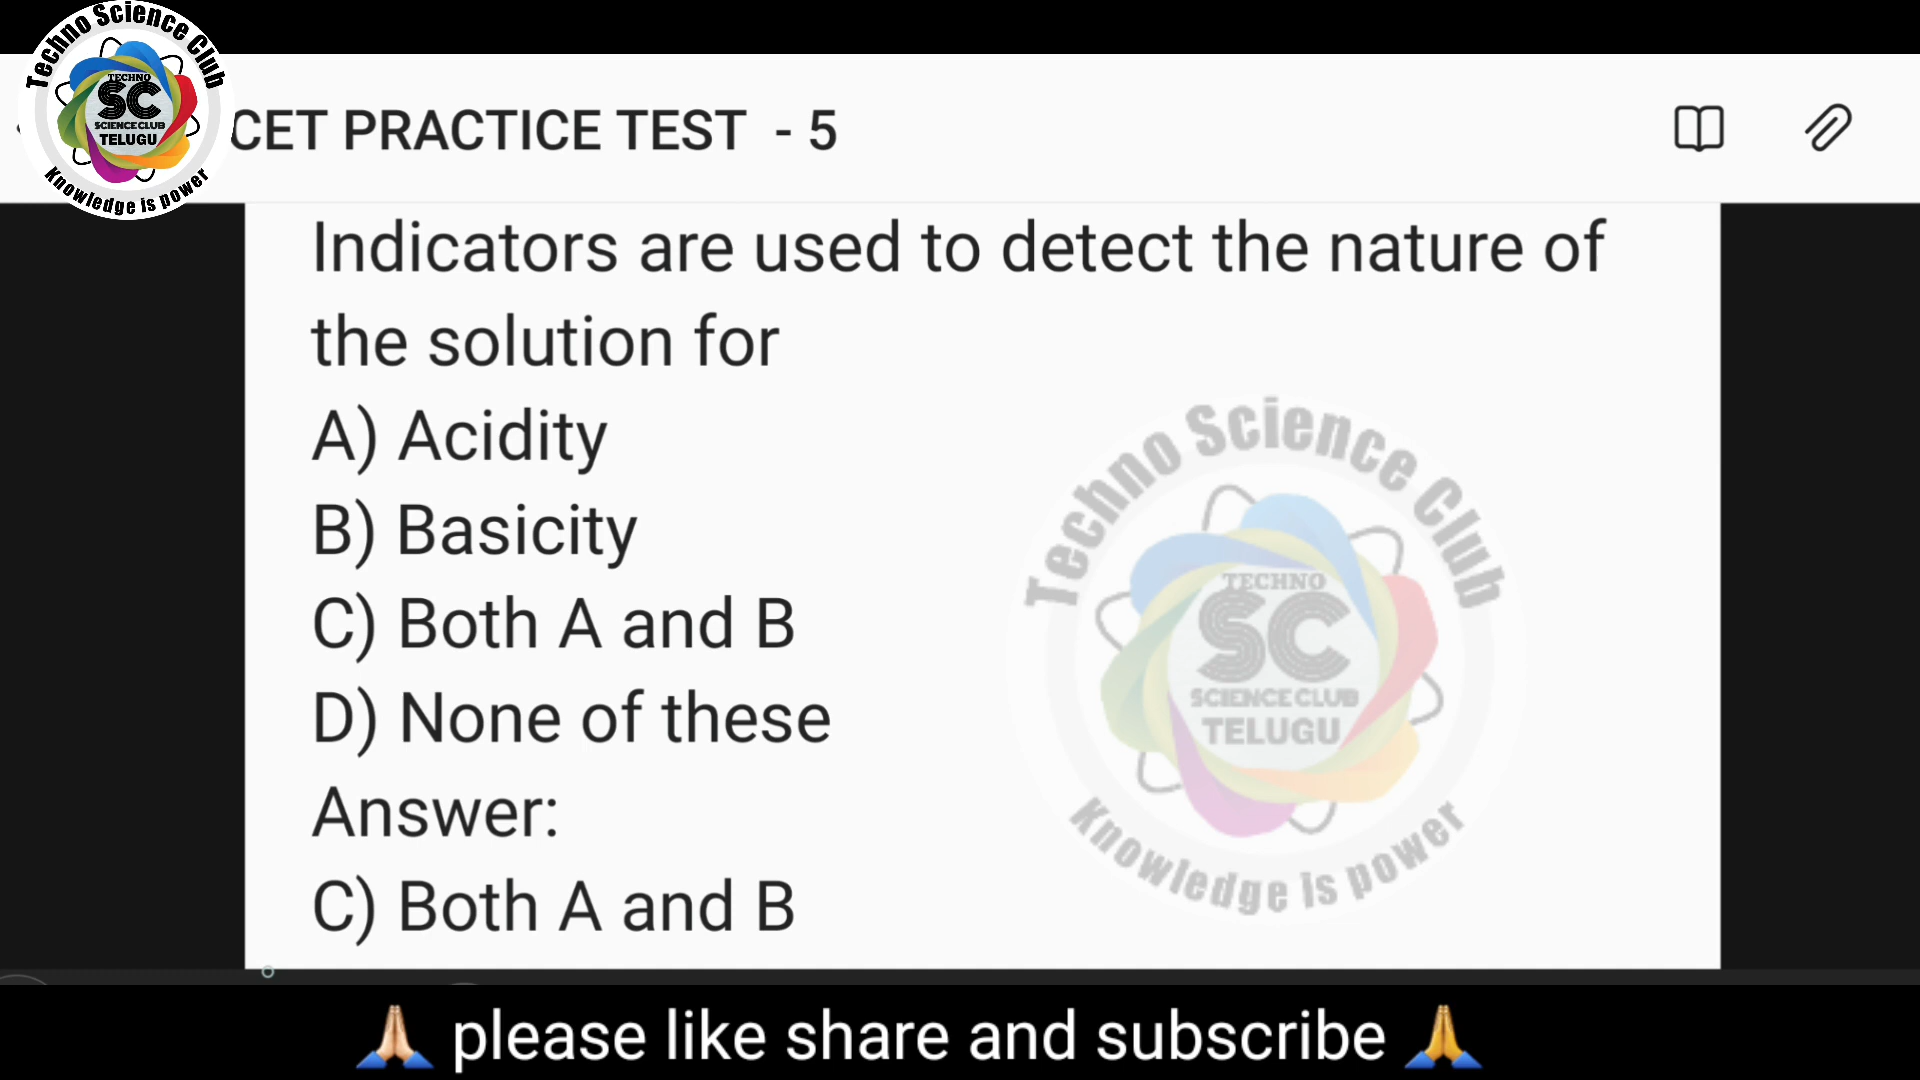 Techno Science Club
TECHNO
SC
SCIENCE CLUB
TELUGU
Knowledge is power
CET PRACTICE TEST - 5
Indicators are used to detect the nature of
the solution for
A) Acidity
B) Basicity
C) Both A and B
D) None of these
Answer:
C) Both A and B
Techno Science Club
TECHNO
SC
SCIENCE CLUB
TELUGU
Knowledge is power
🙏🏻 please like share and subscribe 🙏